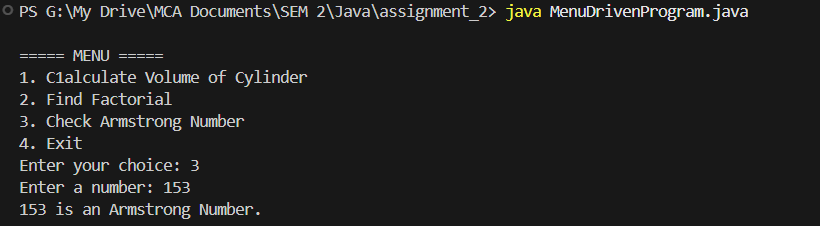 PS G:\My Drive\MCA Documents\SEM 2\Java\assignment_2> java MenuDrivenProgram.java
===== MENU =====
1. C1alculate Volume of Cylinder
2. Find Factorial
3. Check Armstrong Number
4. Exit
Enter your choice: 3
Enter a number: 153
153 is an Armstrong Number.